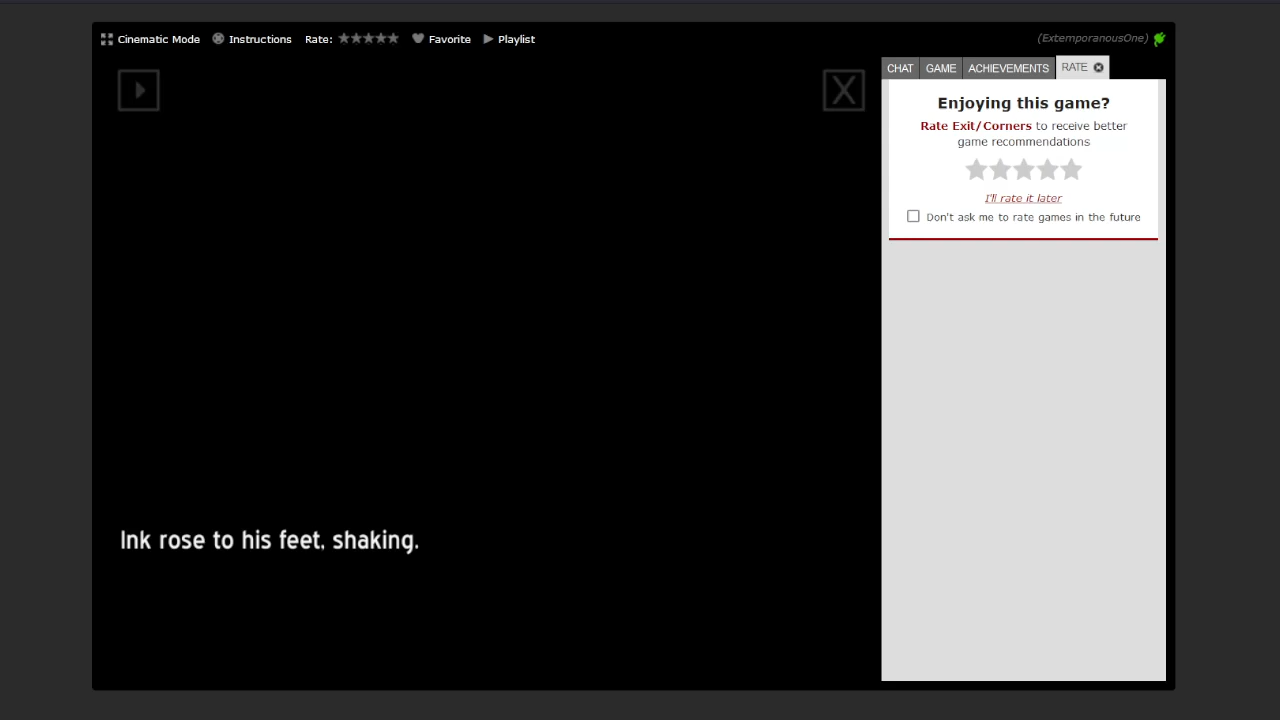 Cinematic Mode Instructions Rate: Favorite Playlist
(ExtemporanousOne)
CHAT GAME ACHIEVEMENTS RATE
X
Enjoying this game?
Rate Exit/Corners to receive better
game recommendations
I'll rate it later
Don't ask me to rate games in the future
Ink rose to his feet, shaking.